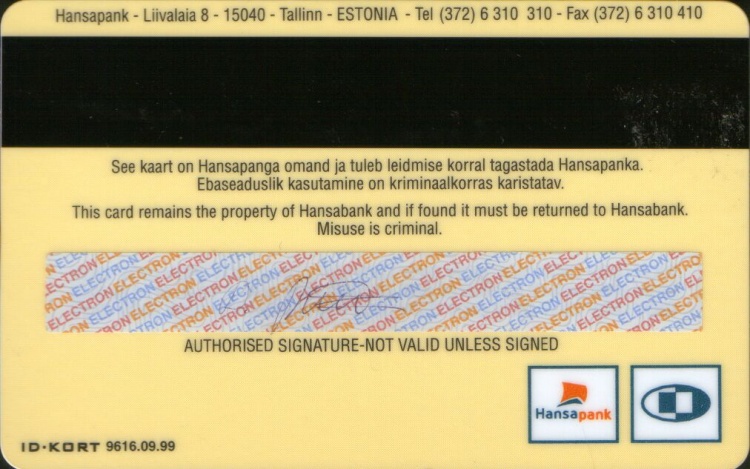 Hansapank - Liivalaia 8 - 15040 - Tallinn - ESTONIA - Tel (372) 6 310 310 - Fax (372) 6 310 410
See kaart on Hansapanga omand ja tuleb leidmise korral tagastada Hansapanka.
Ebaseaduslik kasutamine on kriminaalkorras karistatav.
This card remains the property of Hansabank and if found it must be returned to Hansabank.
Misuse is criminal.
ELECTRON ELECTRON ELECTRON ELECTRON ELECTRON ELECTRON
AUTHORISED SIGNATURE-NOT VALID UNLESS SIGNED
Hansapank
ID-KORT 9616.09.99